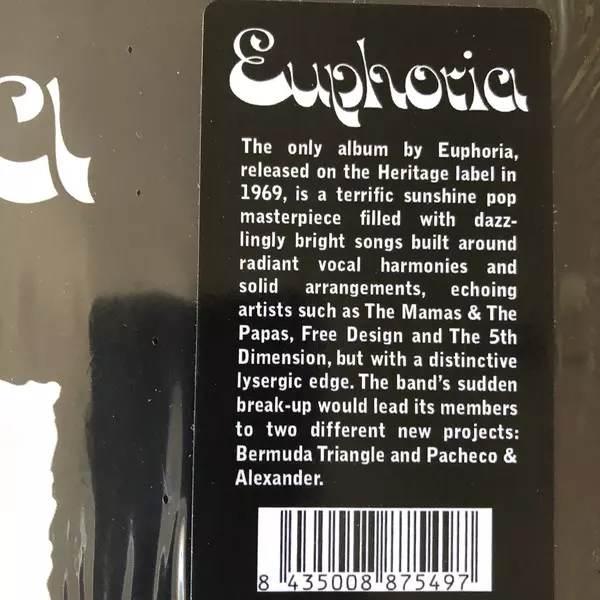 Euphoria
The only album by Euphoria,
released on the Heritage label in
1969, is a terrific sunshine pop
masterpiece filled with dazz-
lingly bright songs built around
radiant vocal harmonies and
solid arrangements, echoing
artists such as The Mamas & The
Papas, Free Design and The 5th
Dimension, but with a distinctive
lysergic edge. The band's sudden
break-up would lead its members
to two different new projects:
Bermuda Triangle and Pacheco &
Alexander.
8 435008 875497